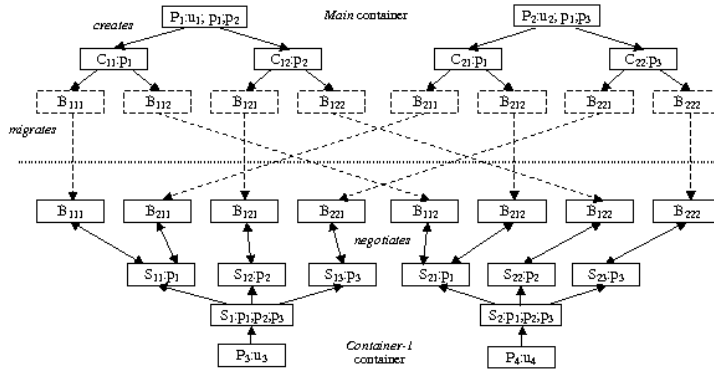 P₁:u₁; p₁;p₂ Main container P₂:u₂; p₁;p₃
creates
C₁₁:p₁ C₁₂:p₂ C₂₁:p₁ C₂₂:p₃
B₁₁₁ B₁₁₂ B₁₂₁ B₁₂₂ B₂₁₁ B₂₁₂ B₂₂₁ B₂₂₂
migrates
B₁₁₁ B₂₁₁ B₁₂₁ B₂₂₁ B₁₁₂ B₂₁₂ B₁₂₂ B₂₂₂
negotiates
S₁₁:p₁ S₁₂:p₂ S₁₃:p₃ S₂₁:p₁ S₂₂:p₂ S₂₃:p₃
S₁:p₁;p₂;p₃ S₂:p₁;p₂;p₃
Container-1
container
P₃:u₃ P₄:u₄